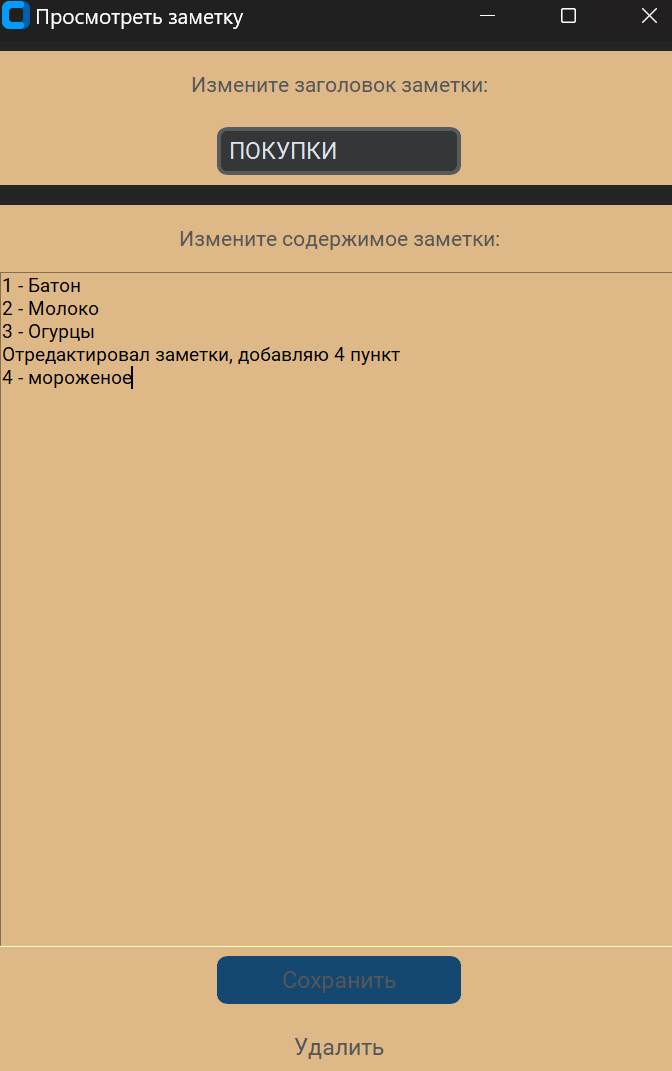 Просмотреть заметку
Измените заголовок заметки:
ПОКУПКИ
Измените содержимое заметки:
1 - Батон
2 - Молоко
3 - Огурцы
Отредактировал заметки, добавляю 4 пункт
4 - мороженое
Сохранить
Удалить